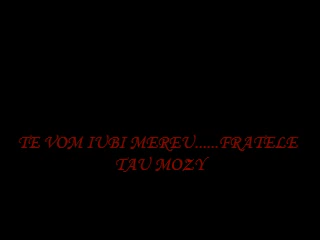 TE VOM IUBI MEREU......FRATELE
TAU MOZY